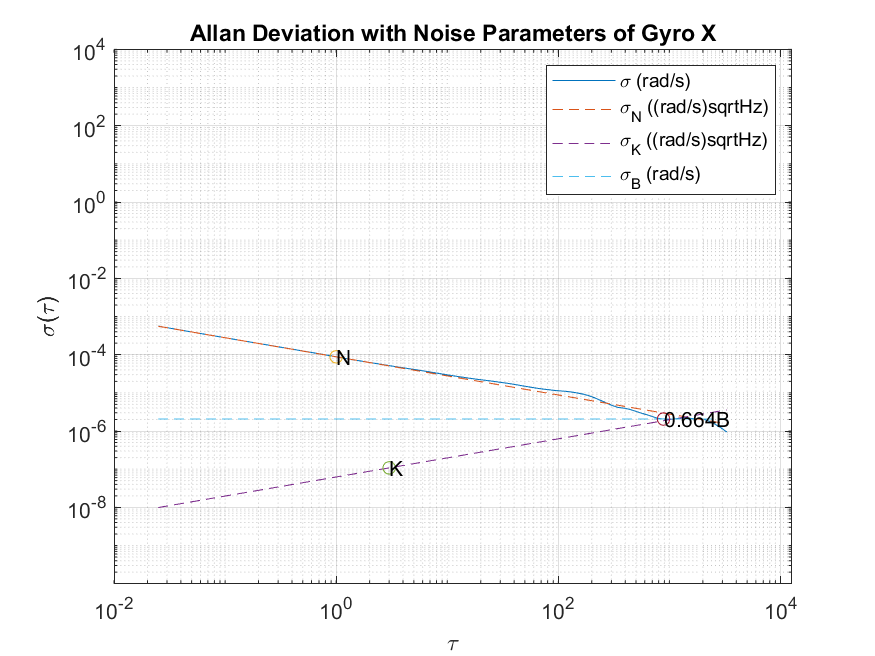 Allan Deviation with Noise Parameters of Gyro X
σ (rad/s)
σ_N ((rad/s)sqrtHz)
σ_K ((rad/s)sqrtHz)
σ_B (rad/s)
σ(τ)
10^4
10^2
10^0
10^-2
10^-4
10^-6
10^-8
N
0.664B
K
10^-2
10^0
10^2
10^4
τ